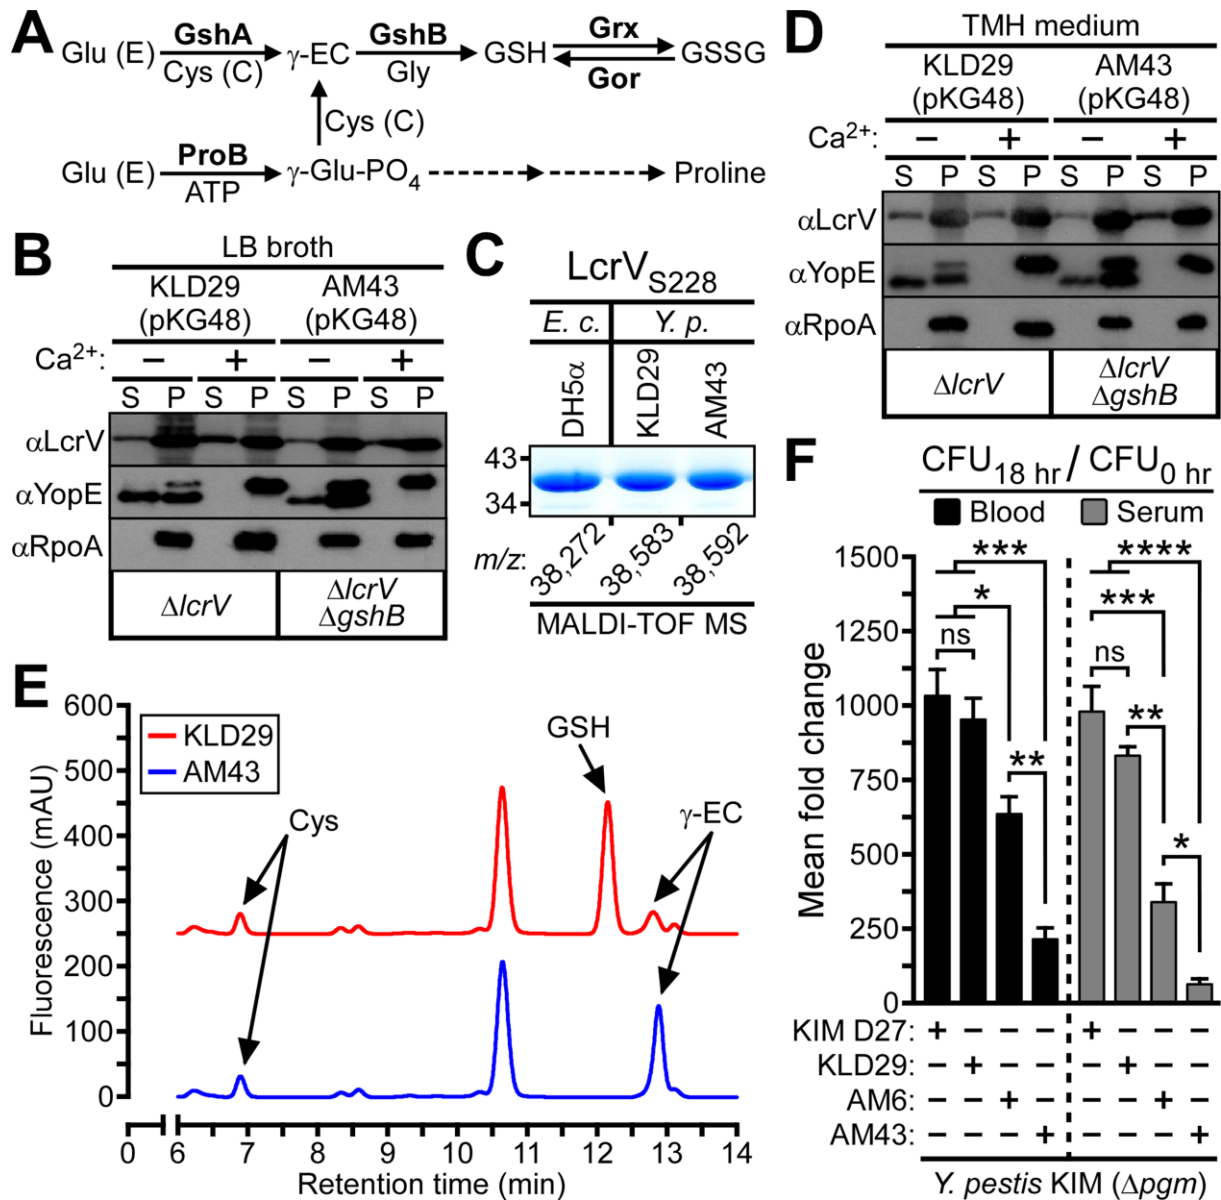 A
Glu (E) GshA Cys (C) γ-EC GshB Gly GSH Grx Gor GSSG
Cys (C)
Glu (E) ProB ATP γ-Glu-PO4 Proline
B
LB broth
KLD29 (pKG48) AM43 (pKG48)
Ca2+: – + – +
S P S P S P S P
αLcrV
αYopE
αRpoA
ΔlcrV ΔlcrV ΔgshB
C
LcrVS228
E. c. Y. p.
DH5α KLD29 AM43
43
34
m/z: 38,272 38,583 38,592
MALDI-TOF MS
D
TMH medium
KLD29 (pKG48) AM43 (pKG48)
Ca2+: – + – +
S P S P S P S P
αLcrV
αYopE
αRpoA
ΔlcrV ΔlcrV ΔgshB
E
Fluorescence (mAU)
600
500
400
300
200
100
0
KLD29
AM43
Cys
GSH
γ-EC
0 6 7 8 9 10 11 12 13 14
Retention time (min)
F
CFU18 hr / CFU0 hr
Blood Serum
Mean fold change
1500
1250
1000
750
500
250
0
*** ****
* ***
ns ns
** **
*
KIM D27: + – – – + – – –
KLD29: – + – – – + – –
AM6: – – + – – – + –
AM43: – – – + – – – +
Y. pestis KIM (Δpgm)